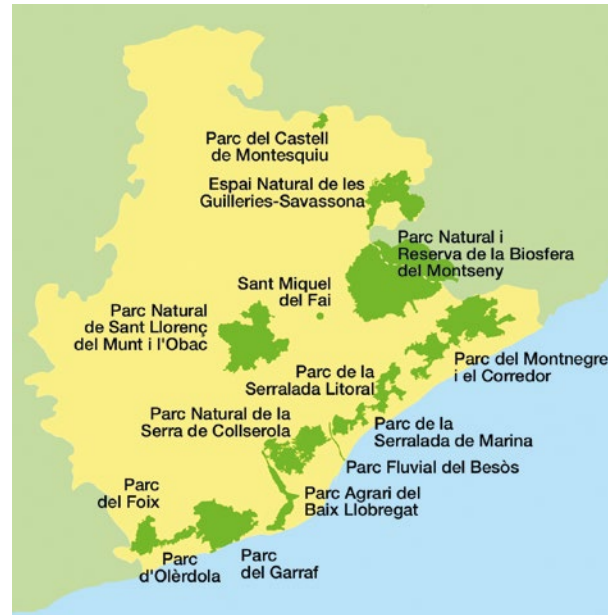 Parc del Castell
de Montesquiu
Espai Natural de les
Guilleries-Savassona
Parc Natural i
Reserva de la Biosfera
del Montseny
Sant Miquel
del Fai
Parc Natural
de Sant Llorenç
del Munt i l'Obac
Parc del Montnegre
i el Corredor
Parc de la
Serralada Litoral
Parc Natural de la
Serra de Collserola
Parc de la
Serralada de Marina
Parc Fluvial del Besòs
Parc Agrari del
Baix Llobregat
Parc
del Foix
Parc
d'Olèrdola
Parc
del Garraf